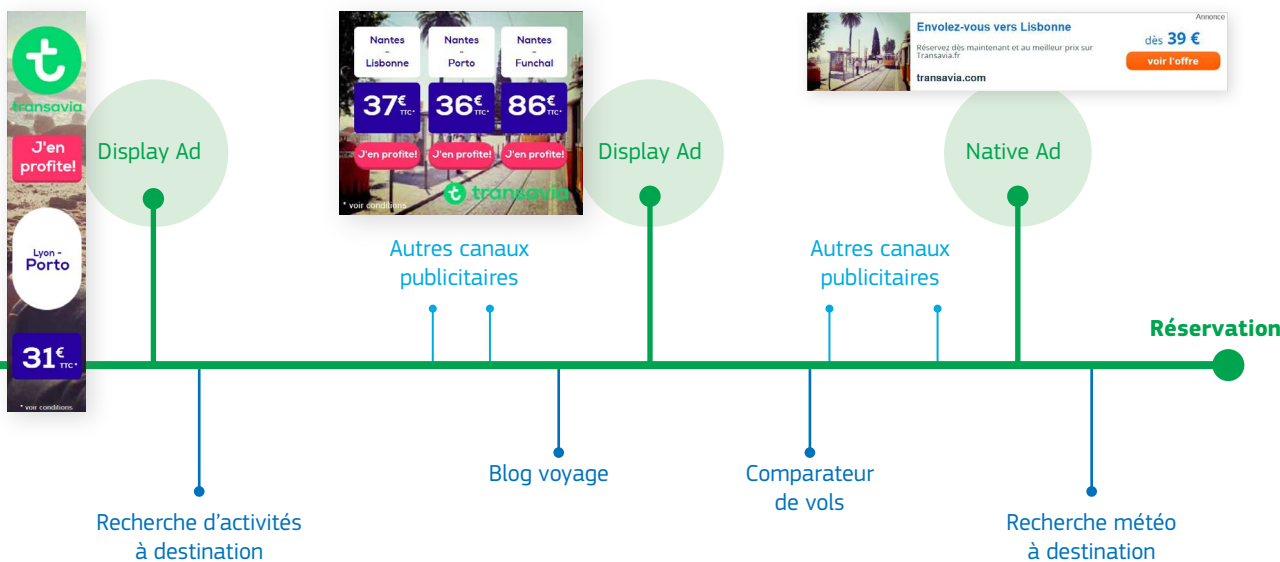 transavia
J'en
profite!
Lyon -
Porto
31€
TTC*
* voir conditions
Display Ad
Nantes
-
Lisbonne
37€
TTC*
J'en profite!
Nantes
-
Porto
36€
TTC*
J'en profite!
Nantes
-
Funchal
86€
TTC*
J'en profite!
transavia
* voir conditions
Display Ad
Annonce
Envolez-vous vers Lisbonne
Réservez dès maintenant et au meilleur prix sur
Transavia.fr
transavia.com
dès 39 €
voir l'offre
Native Ad
Autres canaux
publicitaires
Autres canaux
publicitaires
Réservation
Recherche d’activités
à destination
Blog voyage
Comparateur
de vols
Recherche météo
à destination